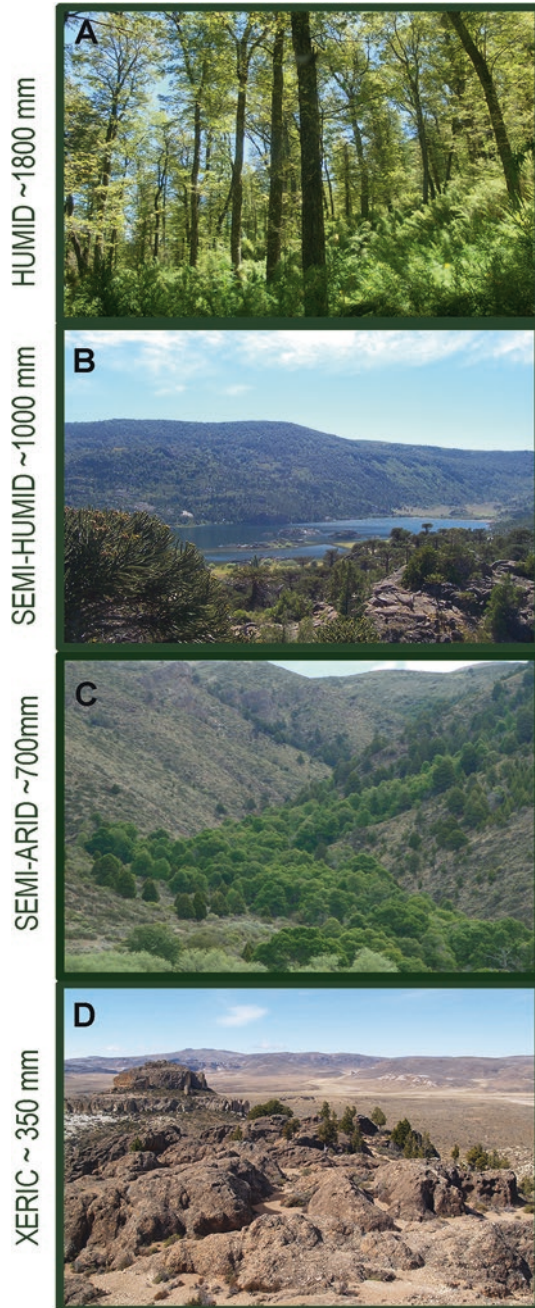 A
HUMID ~1800 mm
B
SEMI-HUMID ~1000 mm
C
SEMI-ARID ~700mm
D
XERIC ~ 350 mm